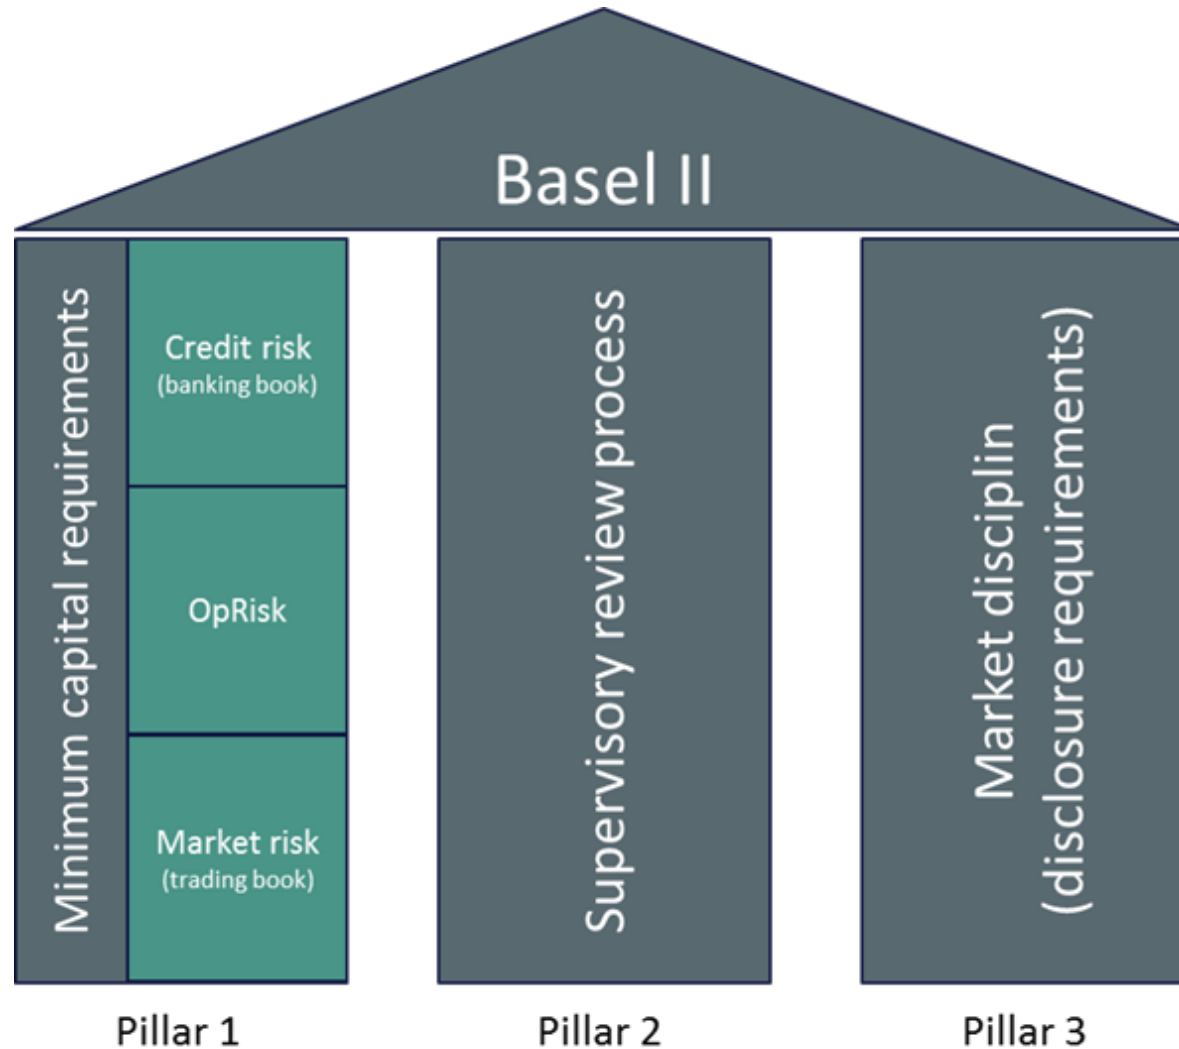 Basel II
Minimum capital requirements
Credit risk
(banking book)
OpRisk
Market risk
(trading book)
Supervisory review process
Market disciplin
(disclosure requirements)
Pillar 1
Pillar 2
Pillar 3